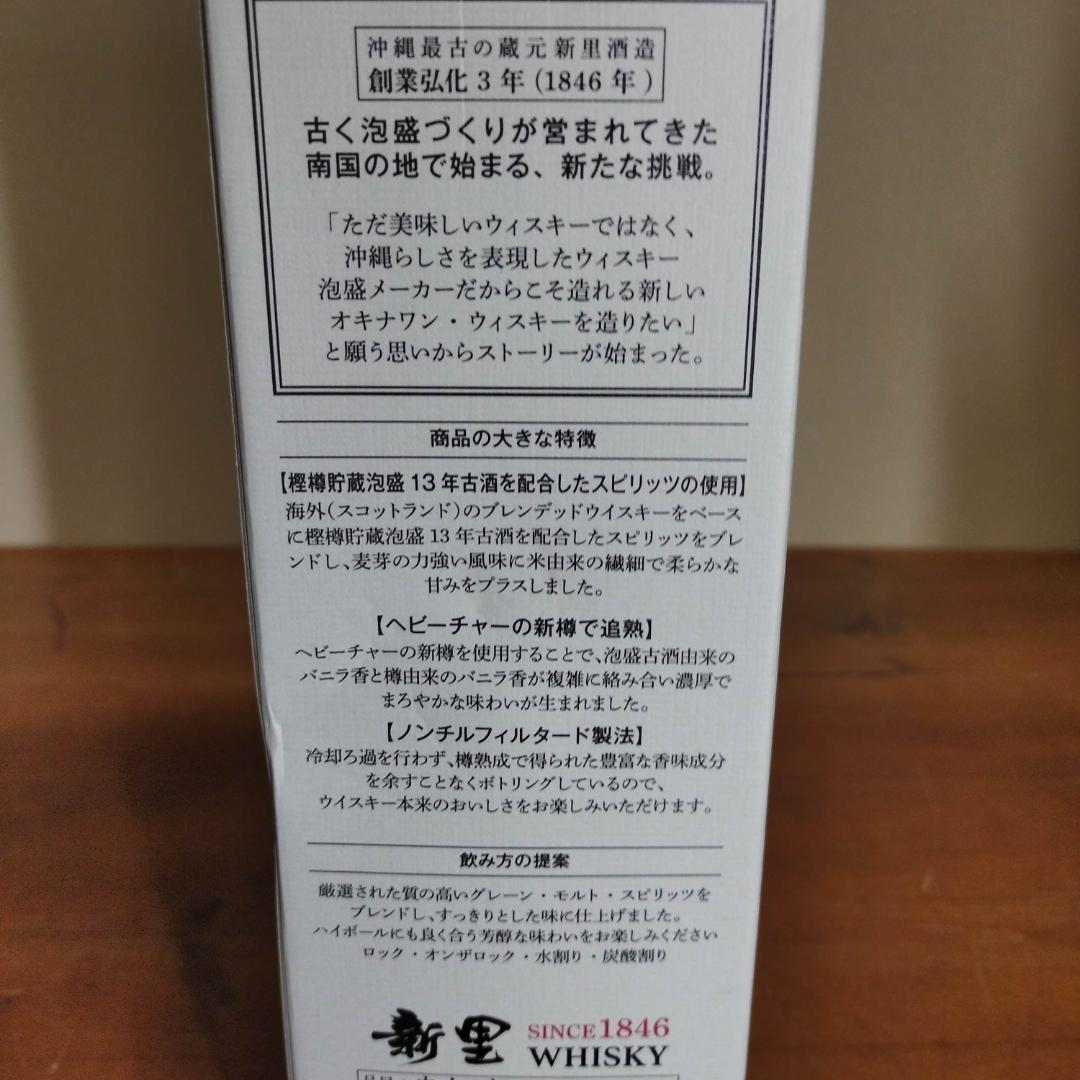 沖縄最古の蔵元新里酒造
創業弘化3年(1846年)
古く泡盛づくりが営まれてきた
南国の地で始まる、新たな挑戦。
「ただ美味しいウィスキーではなく、
沖縄らしさを表現したウィスキー
泡盛メーカーだからこそ造れる新しい
オキナワン・ウィスキーを造りたい」
と願う思いからストーリーが始まった。
商品の大きな特徴
【樫樽貯蔵泡盛13年古酒を配合したスピリッツの使用】
海外(スコットランド)のブレンデッドウイスキーをベース
に樫樽貯蔵泡盛13年古酒を配合したスピリッツをブレ
ンドし、麦芽の力強い風味に米由来の繊細で柔らかな
甘みをプラスしました。
【ヘビーチャーの新樽で追熟】
ヘビーチャーの新樽を使用することで、泡盛古酒由来の
バニラ香と樽由来のバニラ香が複雑に絡み合い濃厚で
まろやかな味わいが生まれました。
【ノンチルフィルタード製法】
冷却ろ過を行わず、樽熟成で得られた豊富な香味成分
を余すことなくボトリングしているので、
ウイスキー本来のおいしさをお楽しみいただけます。
飲み方の提案
厳選された質の高いグレーン・モルト・スピリッツを
ブレンドし、すっきりとした味に仕上げました。
ハイボールにも良く合う芳醇な味わいをお楽しみください
ロック・オンザロック・水割り・炭酸割り
新里 SINCE1846
WHISKY